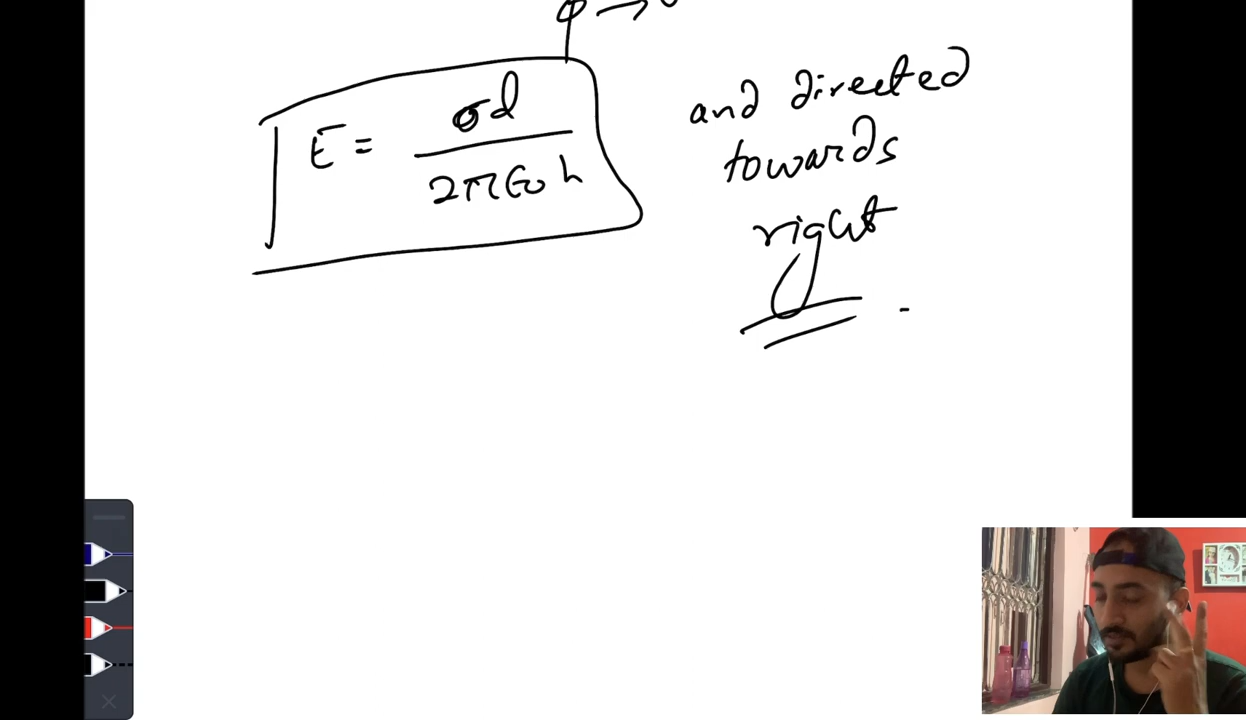 φ →
E = σd / 2πε₀h
and directed
towards
right